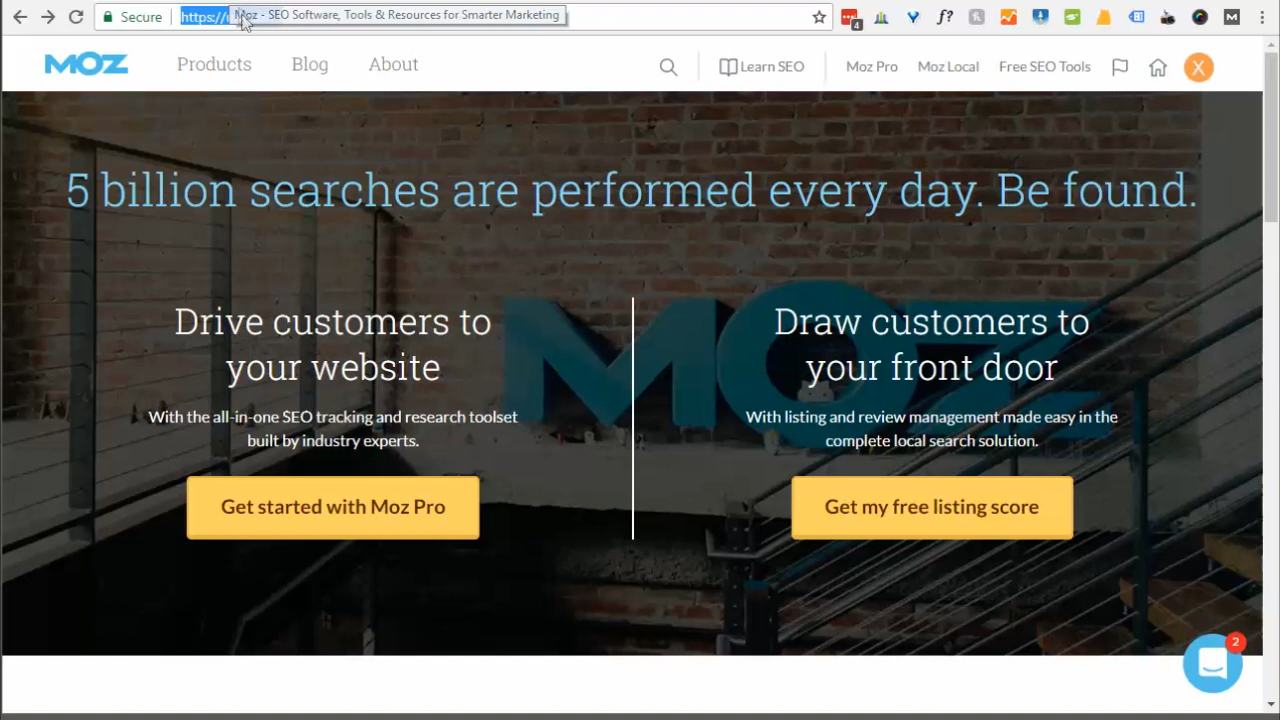 Secure
https://
Moz - SEO Software, Tools & Resources for Smarter Marketing
f?
4
M
MOZ
Products
Blog
About
Learn SEO
Moz Pro
Moz Local
Free SEO Tools
X
5 billion searches are performed every day. Be found.
MOZ
Drive customers to
your website
With the all-in-one SEO tracking and research toolset
built by industry experts.
Get started with Moz Pro
Draw customers to
your front door
With listing and review management made easy in the
complete local search solution.
Get my free listing score
2